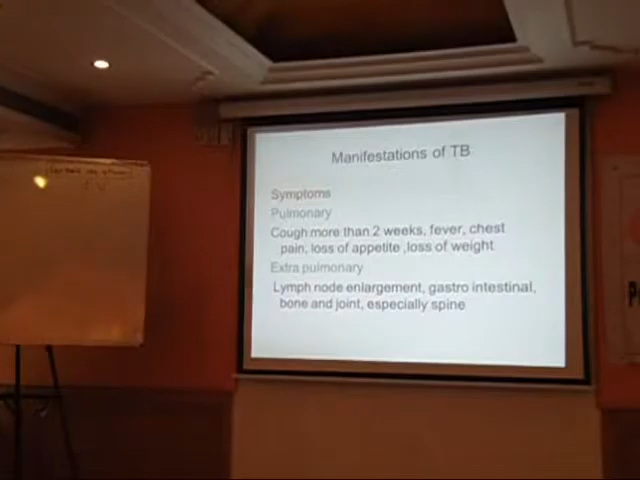 Manifestations of TB
Symptoms
Pulmonary
Cough more than 2 weeks, fever, chest
pain, loss of appetite ,loss of weight
Extra pulmonary
Lymph node enlargement, gastro intestinal,
bone and joint, especially spine